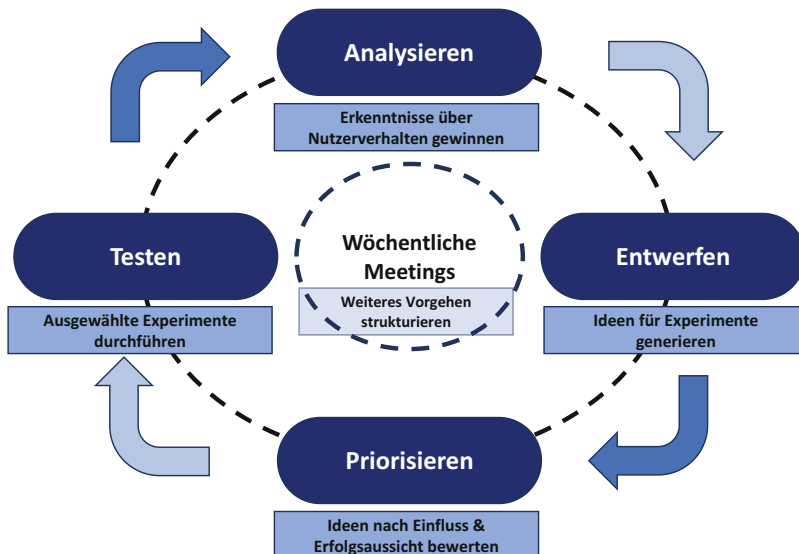 Analysieren
Erkenntnisse über
Nutzerverhalten gewinnen
Testen
Ausgewählte Experimente
durchführen
Wöchentliche
Meetings
Weiteres Vorgehen
strukturieren
Entwerfen
Ideen für Experimente
generieren
Priorisieren
Ideen nach Einfluss &
Erfolgsaussicht bewerten